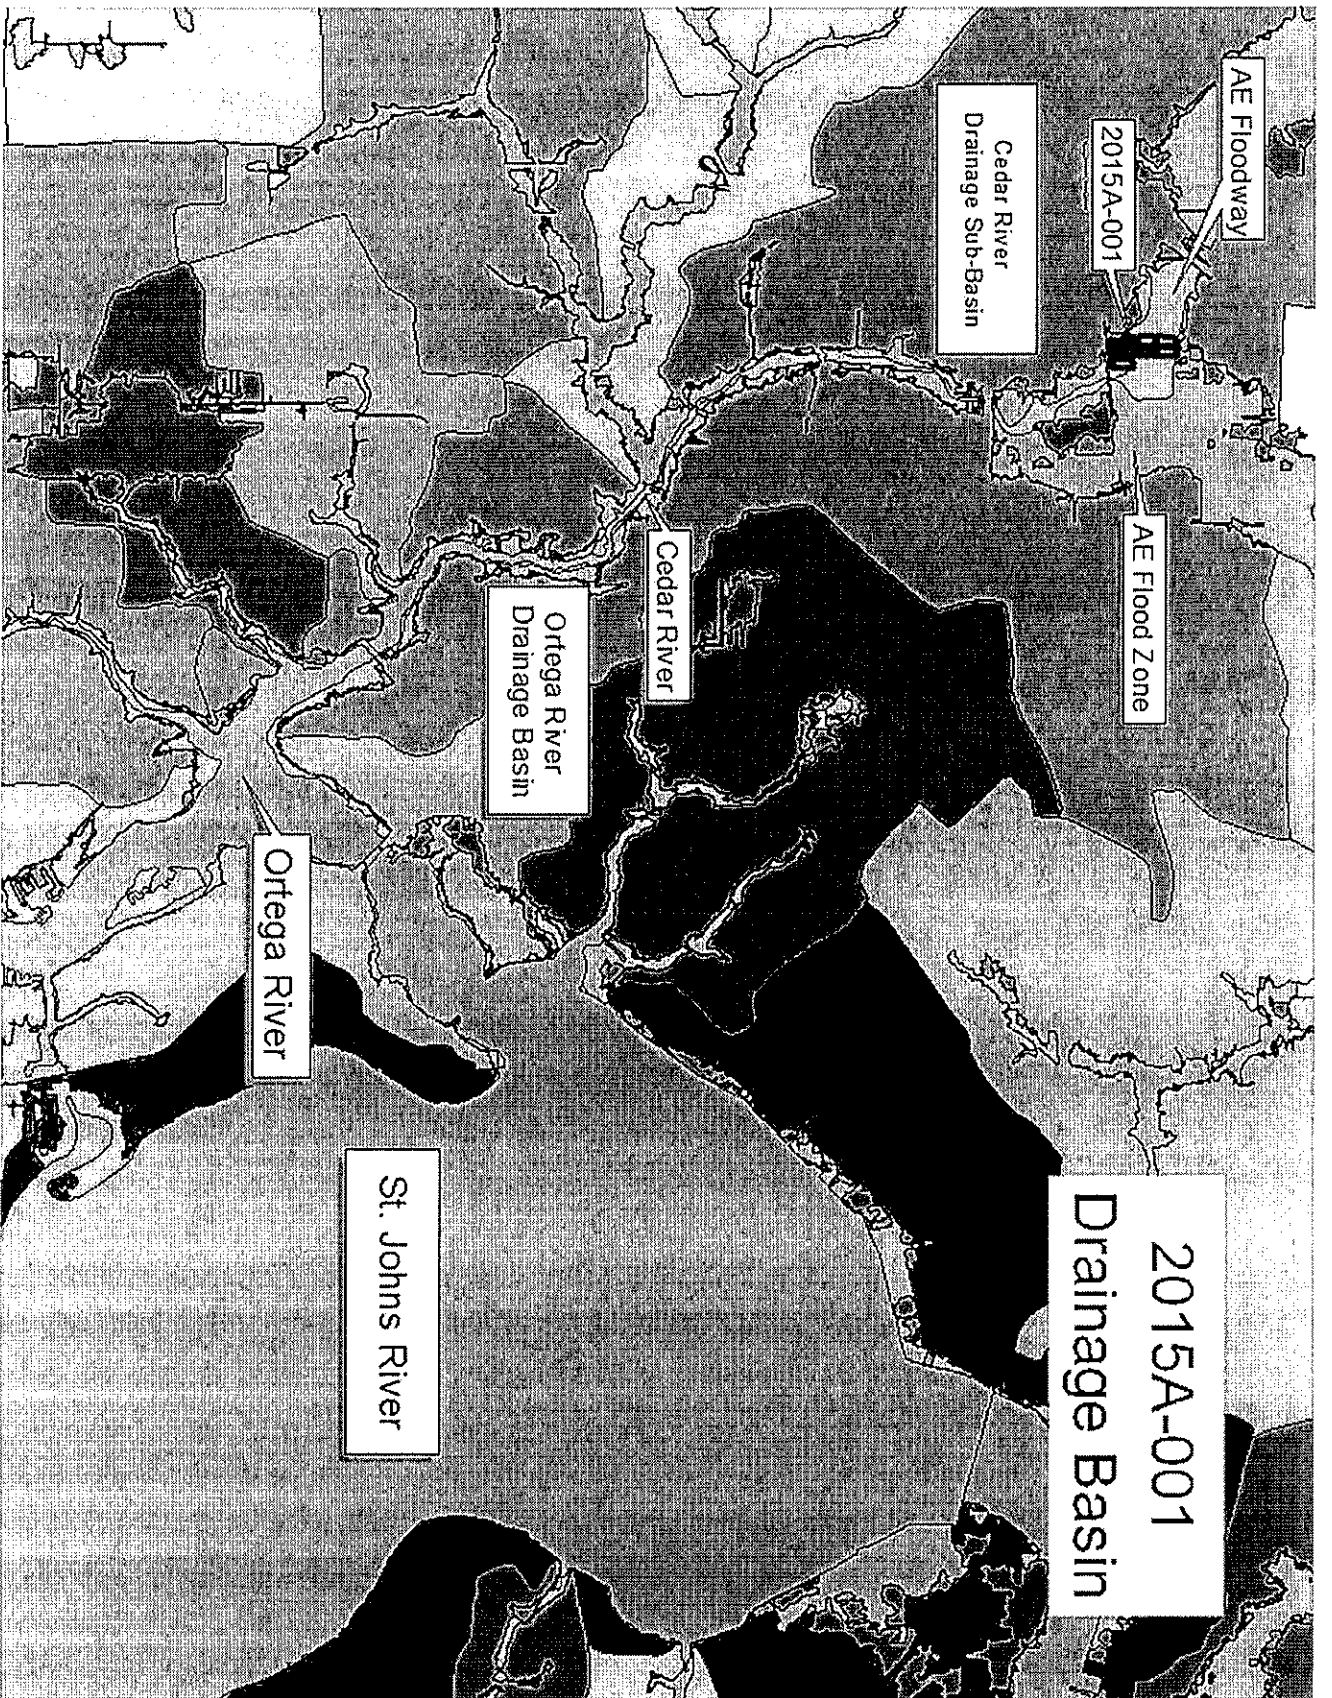 2015A-001
Drainage Basin
AE Floodway
2015A-001
Cedar River
Drainage Sub-Basin
AE Flood Zone
Cedar River
Ortega River
Drainage Basin
Ortega River
St. Johns River